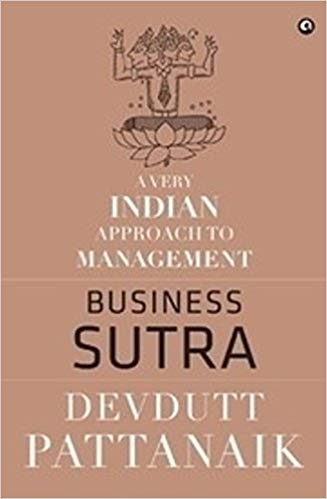 A VERY
INDIAN
APPROACH TO
MANAGEMENT
BUSINESS
SUTRA
DEVDUTT
PATTANAIK